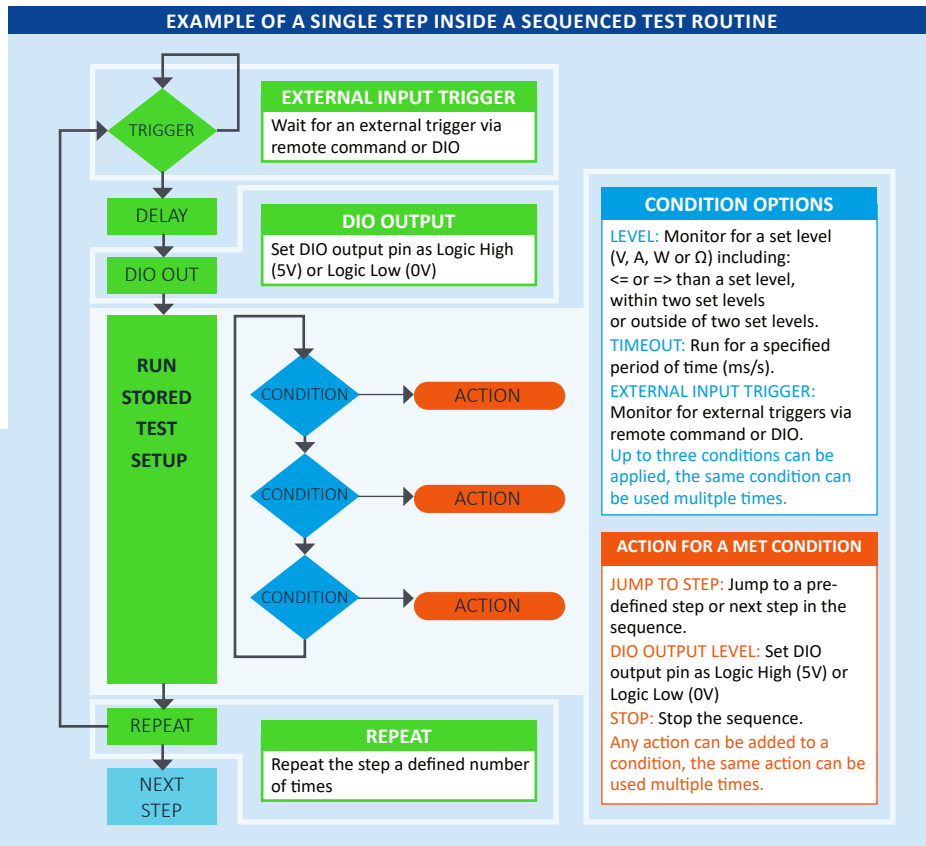 EXAMPLE OF A SINGLE STEP INSIDE A SEQUENCED TEST ROUTINE
TRIGGER
EXTERNAL INPUT TRIGGER
Wait for an external trigger via
remote command or DIO
DELAY
DIO OUT
DIO OUTPUT
Set DIO output pin as Logic High
(5V) or Logic Low (0V)
RUN
STORED
TEST
SETUP
CONDITION
ACTION
CONDITION
ACTION
CONDITION
ACTION
REPEAT
REPEAT
Repeat the step a defined number
of times
NEXT
STEP
CONDITION OPTIONS
LEVEL: Monitor for a set level
(V, A, W or Ω) including:
<= or => than a set level,
within two set levels
or outside of two set levels.
TIMEOUT: Run for a specified
period of time (ms/s).
EXTERNAL INPUT TRIGGER:
Monitor for external triggers via
remote command or DIO.
Up to three conditions can be
applied, the same condition can
be used mulitple times.
ACTION FOR A MET CONDITION
JUMP TO STEP: Jump to a pre-
defined step or next step in the
sequence.
DIO OUTPUT LEVEL: Set DIO
output pin as Logic High (5V) or
Logic Low (0V)
STOP: Stop the sequence.
Any action can be added to a
condition, the same action can be
used multiple times.